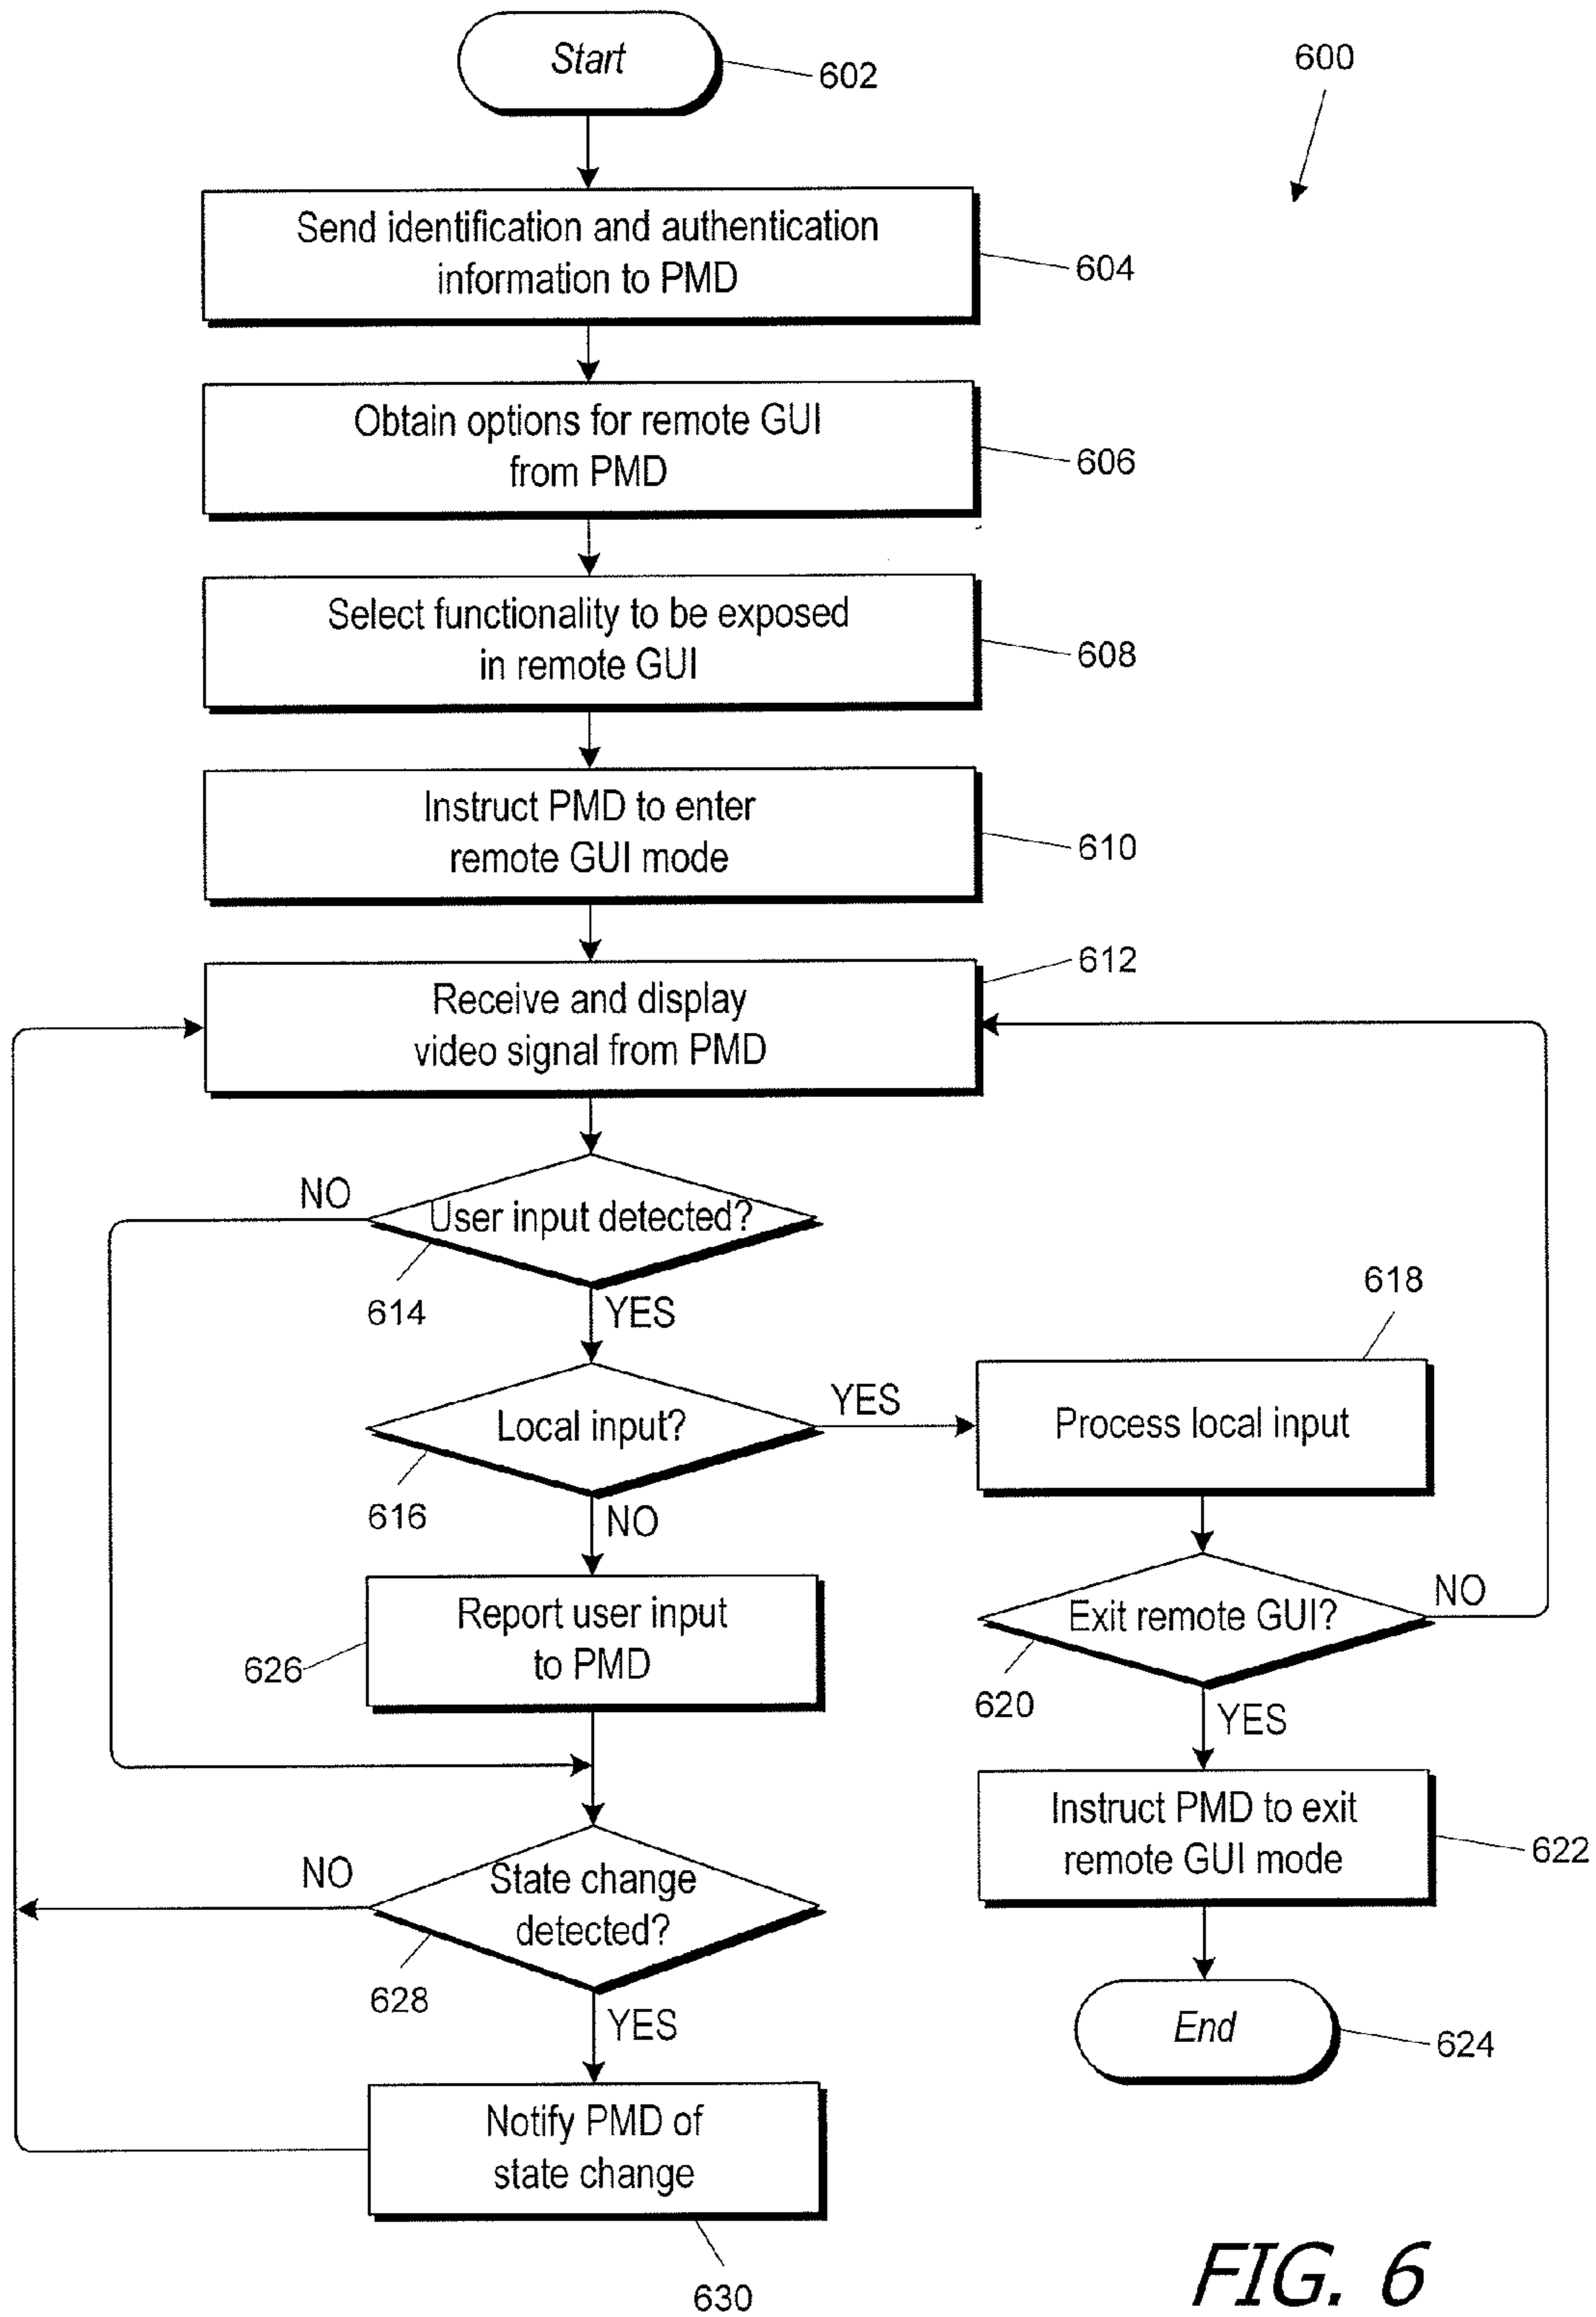 Start
602
600
Send identification and authentication
information to PMD
604
Obtain options for remote GUI
from PMD
606
Select functionality to be exposed
in remote GUI
608
Instruct PMD to enter
remote GUI mode
610
612
Receive and display
video signal from PMD
NO
User input detected?
614
YES
618
Local input?
YES
Process local input
616
NO
Report user input
to PMD
626
Exit remote GUI?
NO
620
YES
Instruct PMD to exit
remote GUI mode
622
NO
State change
detected?
628
YES
End
624
Notify PMD of
state change
630
FIG. 6